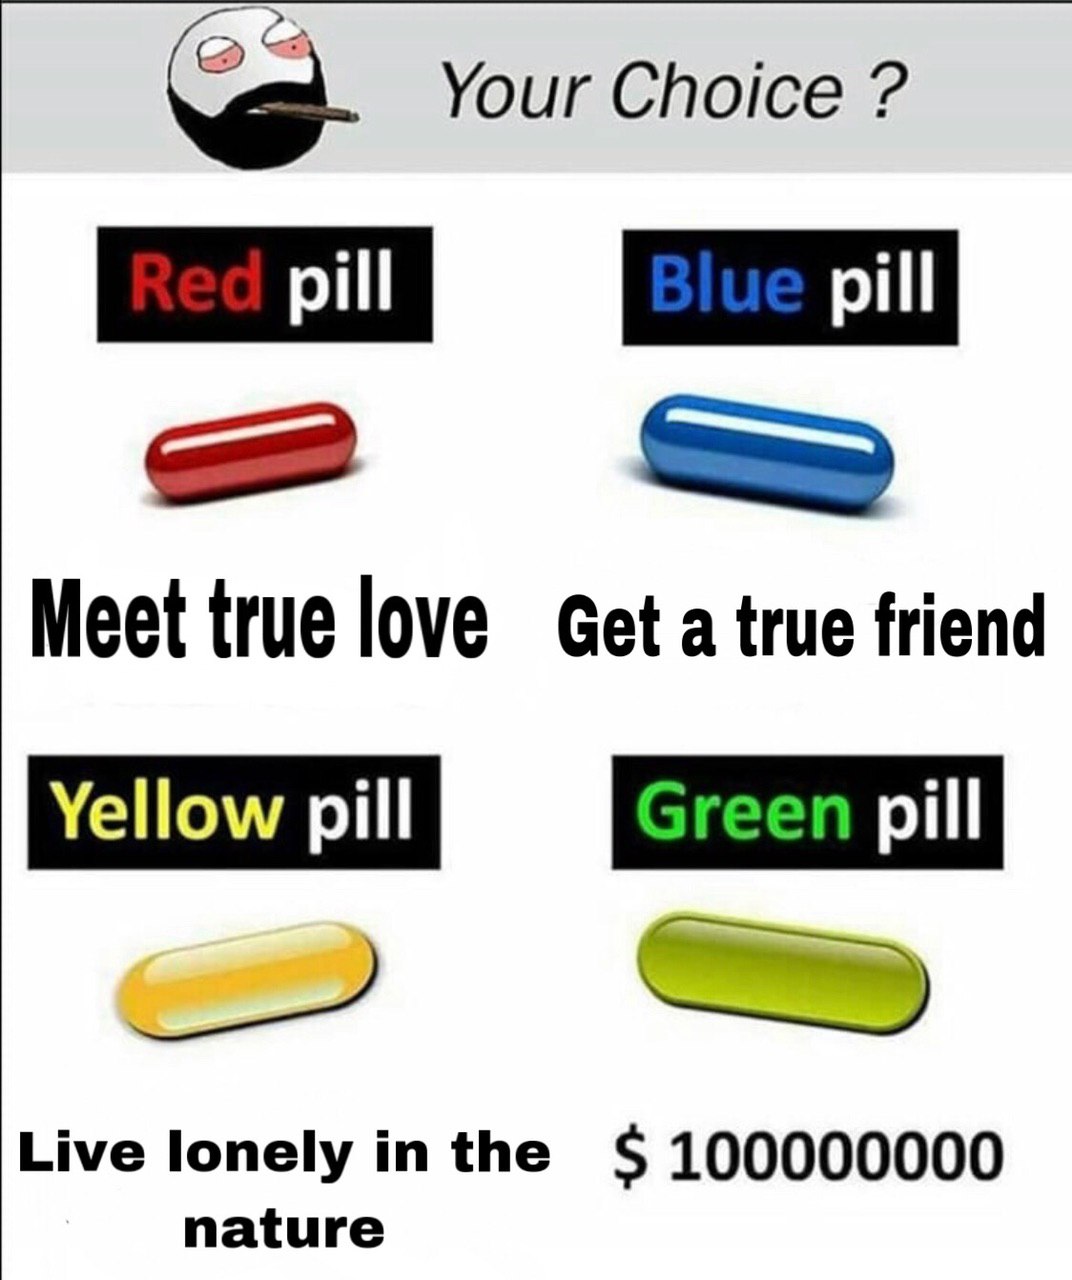 Your Choice ?
Red pill
Blue pill
Meet true love
Get a true friend
Yellow pill
Green pill
Live lonely in the
nature
$ 100000000